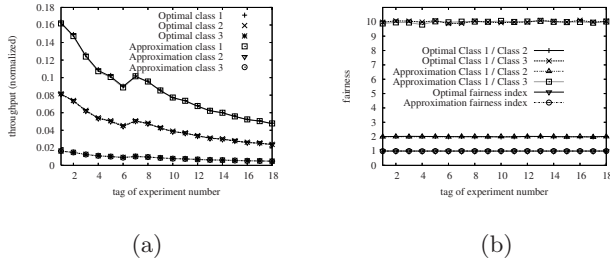 0.18
0.16
0.14
0.12
0.1
0.08
0.06
0.04
0.02
0
throughput (normalized)
Optimal class 1
Optimal class 2
Optimal class 3
Approximation class 1
Approximation class 2
Approximation class 3
2 4 6 8 10 12 14 16 18
tag of experiment number
(a)
10
9
8
7
6
5
4
3
2
1
0
fairness
Optimal Class 1 / Class 2
Optimal Class 1 / Class 3
Approximation Class 1 / Class 2
Approximation Class 1 / Class 3
Optimal fairness index
Approximation fairness index
2 4 6 8 10 12 14 16 18
tag of experiment number
(b)